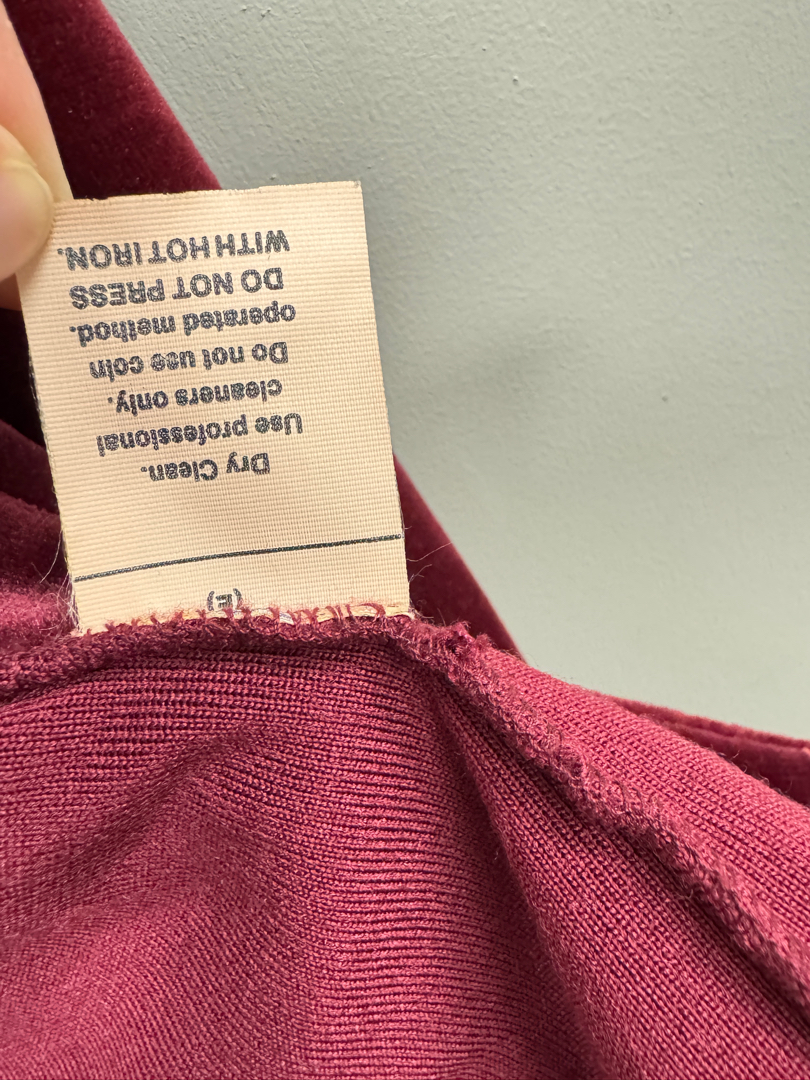 (E)
Dry Clean.
Use professional
cleaners only.
Do not use coin
operated method.
DO NOT PRESS
WITH HOT IRON.